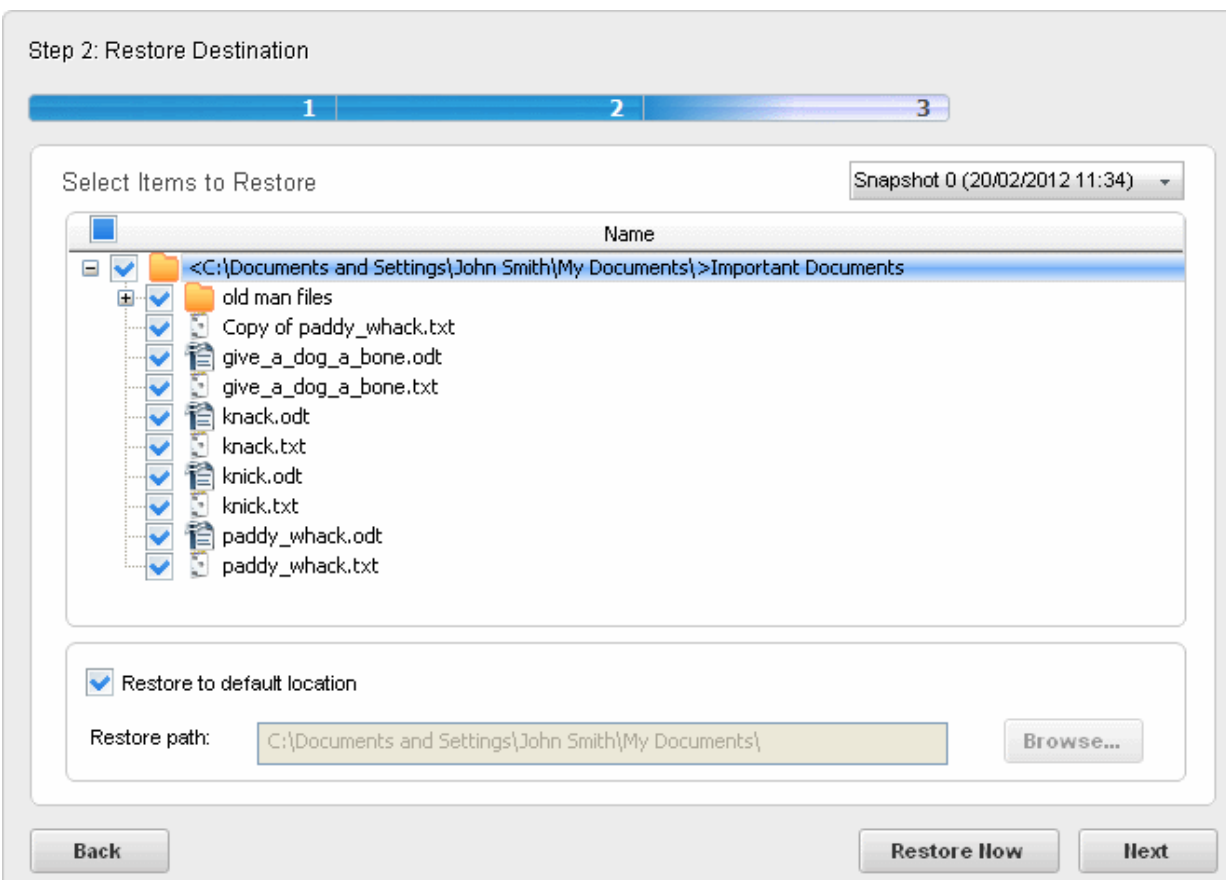 Step 2: Restore Destination
1 2 3
Select Items to Restore
Snapshot 0 (20/02/2012 11:34)
Name
<C:\Documents and Settings\John Smith\My Documents\>Important Documents
old man files
Copy of paddy_whack.txt
give_a_dog_a_bone.odt
give_a_dog_a_bone.txt
knack.odt
knack.txt
knick.odt
knick.txt
paddy_whack.odt
paddy_whack.txt
Restore to default location
Restore path: C:\Documents and Settings\John Smith\My Documents\ Browse...
Back Restore Now Next